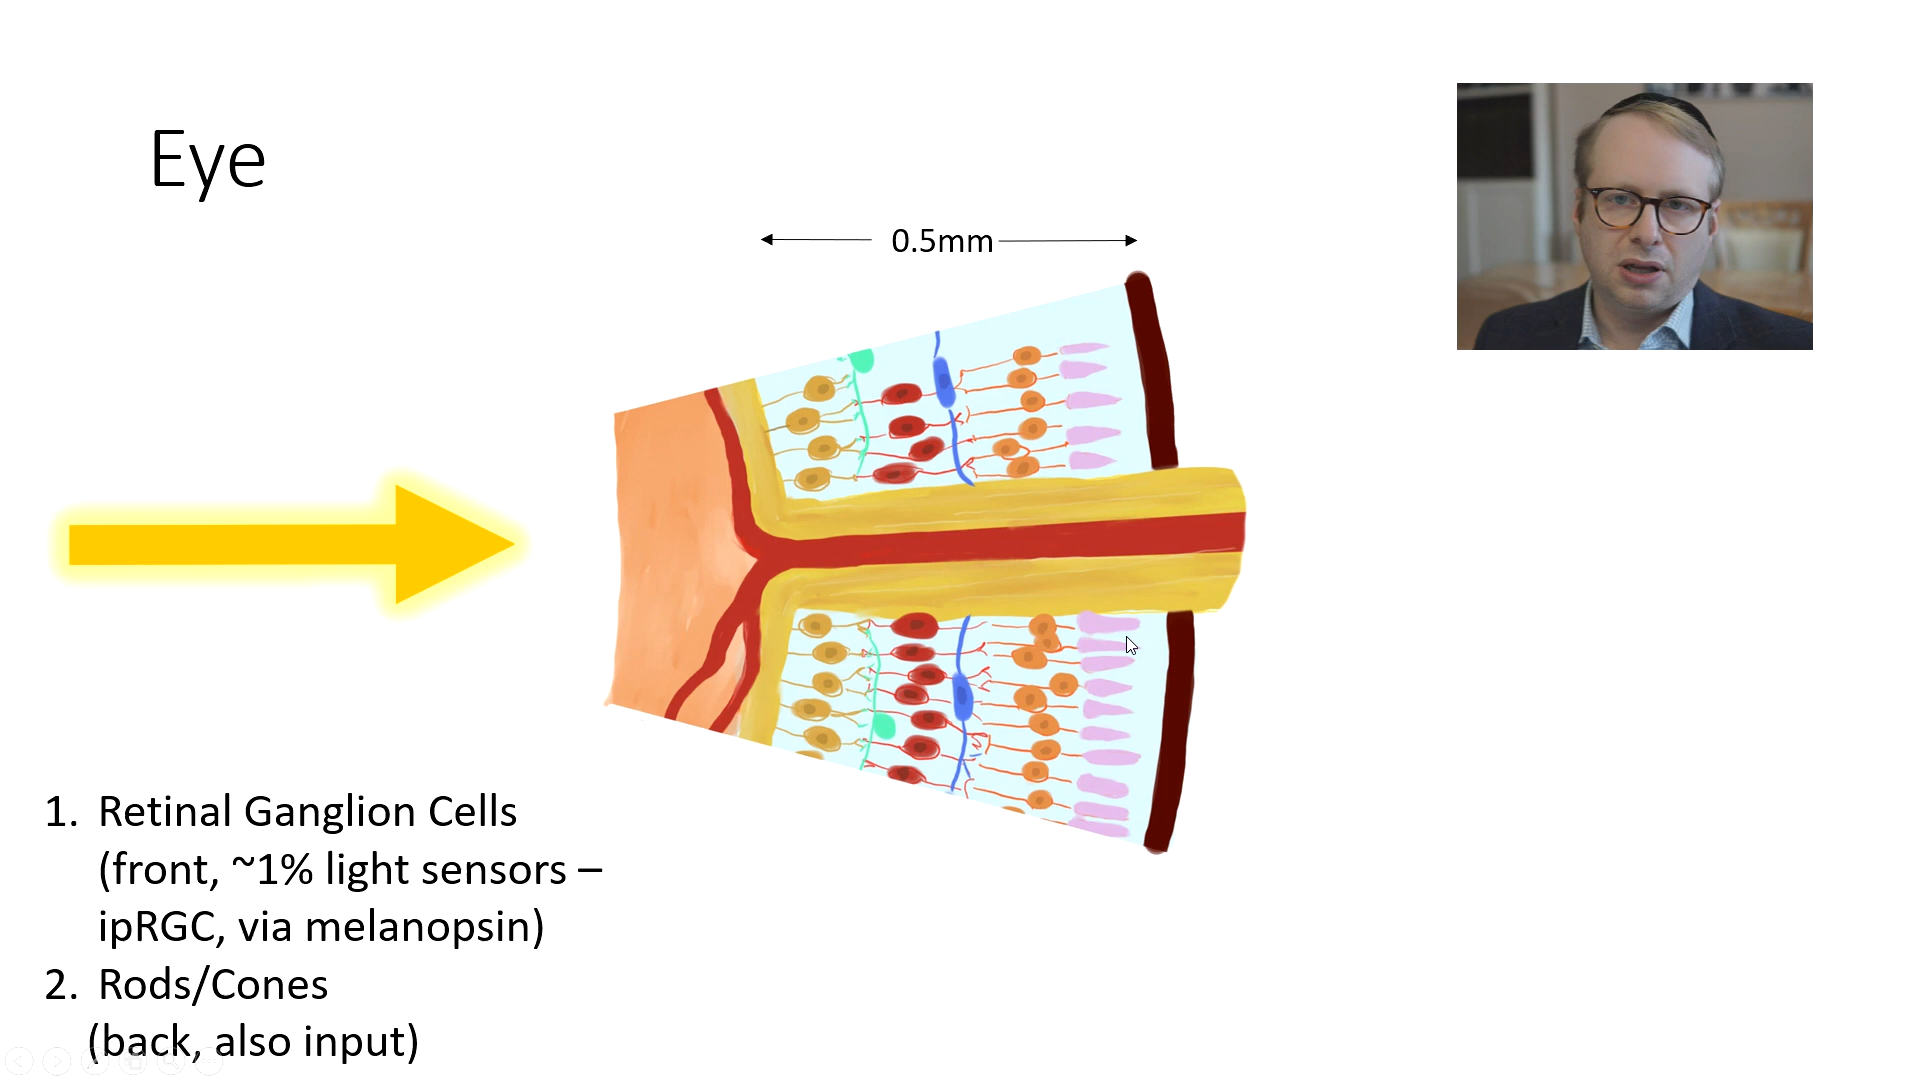 Eye
0.5mm
1. Retinal Ganglion Cells
(front, ~1% light sensors –
ipRGC, via melanopsin)
2. Rods/Cones
(back, also input)